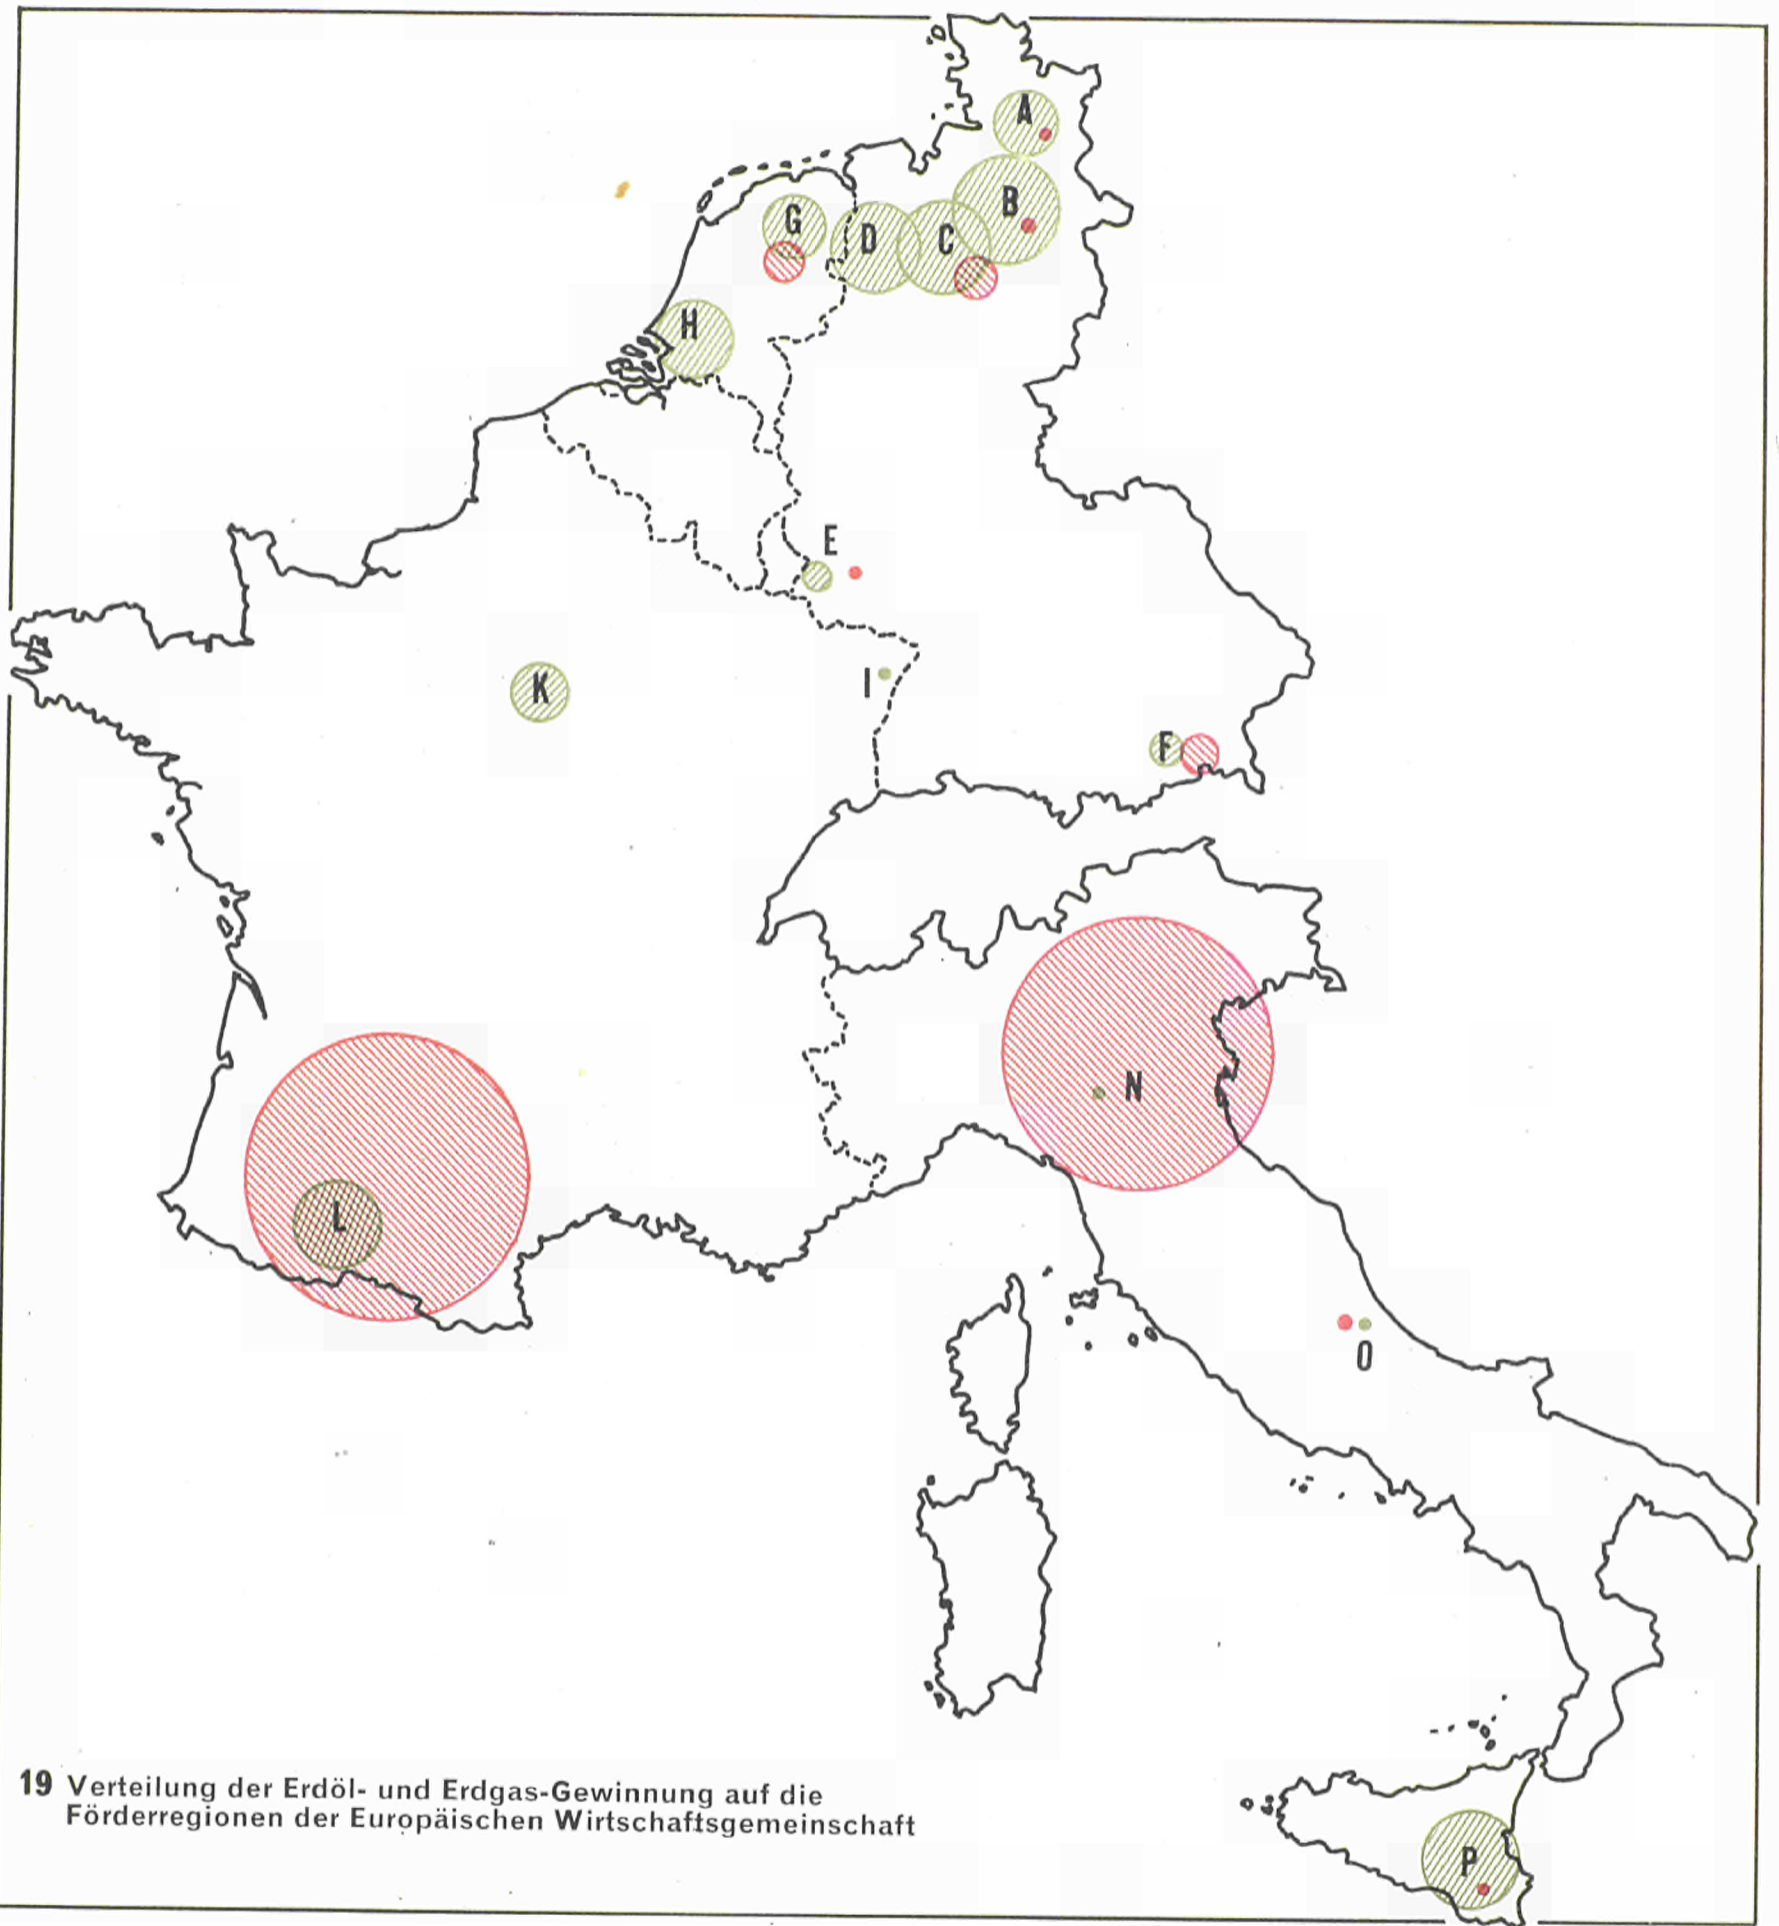 A
B
G
D
C
H
E
I
K
F
N
L
O
P
19 Verteilung der Erdöl- und Erdgas-Gewinnung auf die
Förderregionen der Europäischen Wirtschaftsgemeinschaft